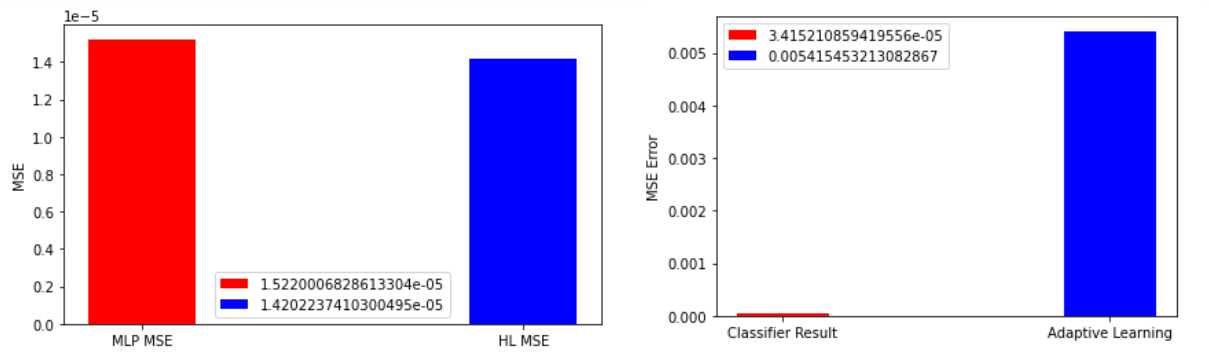 1e−5
1.4
1.2
1.0
0.8
0.6
0.4
0.2
0.0
MSE
1.5220006828613304e-05
1.4202237410300495e-05
MLP MSE
HL MSE
3.415210859419556e-05
0.005415453213082867
0.005
0.004
0.003
0.002
0.001
0.000
MSE Error
Classifier Result
Adaptive Learning